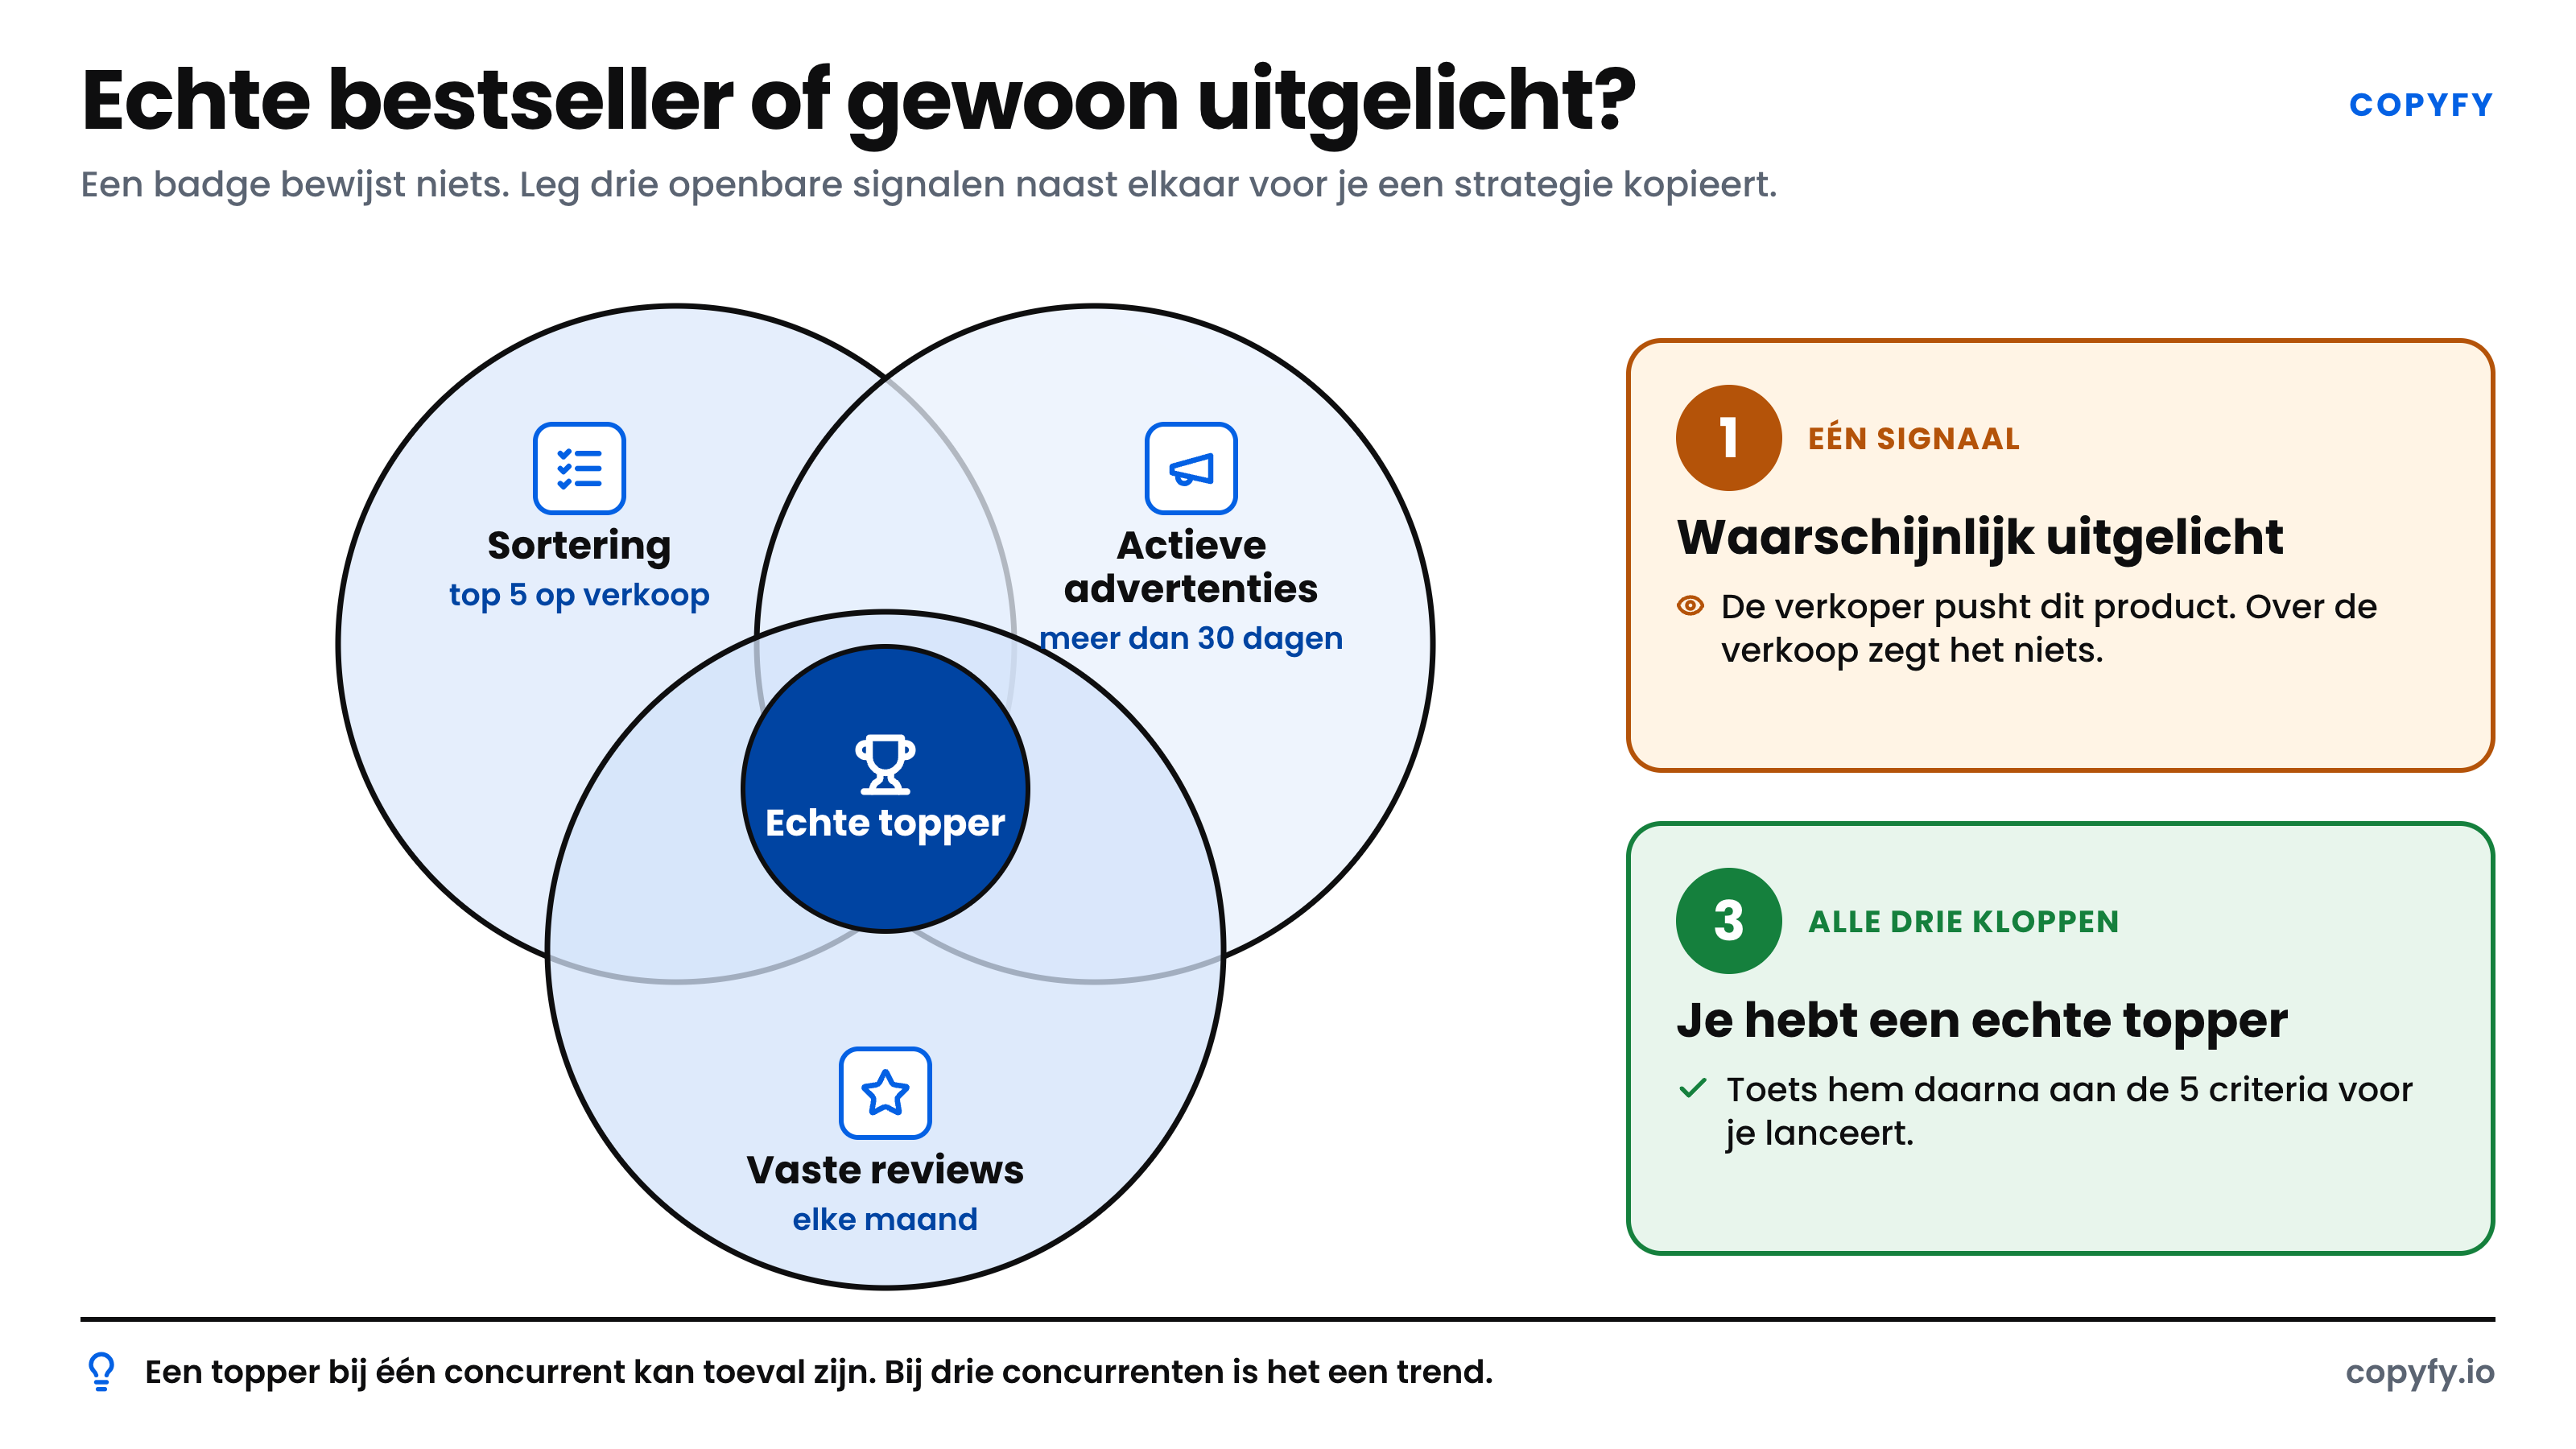 Echte bestseller of gewoon uitgelicht?
COPYFY
Een badge bewijst niets. Leg drie openbare signalen naast elkaar voor je een strategie kopieert.
Sortering
top 5 op verkoop
Actieve
advertenties
meer dan 30 dagen
Echte topper
Vaste reviews
elke maand
1
EÉN SIGNAAL
Waarschijnlijk uitgelicht
De verkoper pusht dit product. Over de
verkoop zegt het niets.
3
ALLE DRIE KLOPPEN
Je hebt een echte topper
Toets hem daarna aan de 5 criteria voor
je lanceert.
Een topper bij één concurrent kan toeval zijn. Bij drie concurrenten is het een trend.
copyfy.io